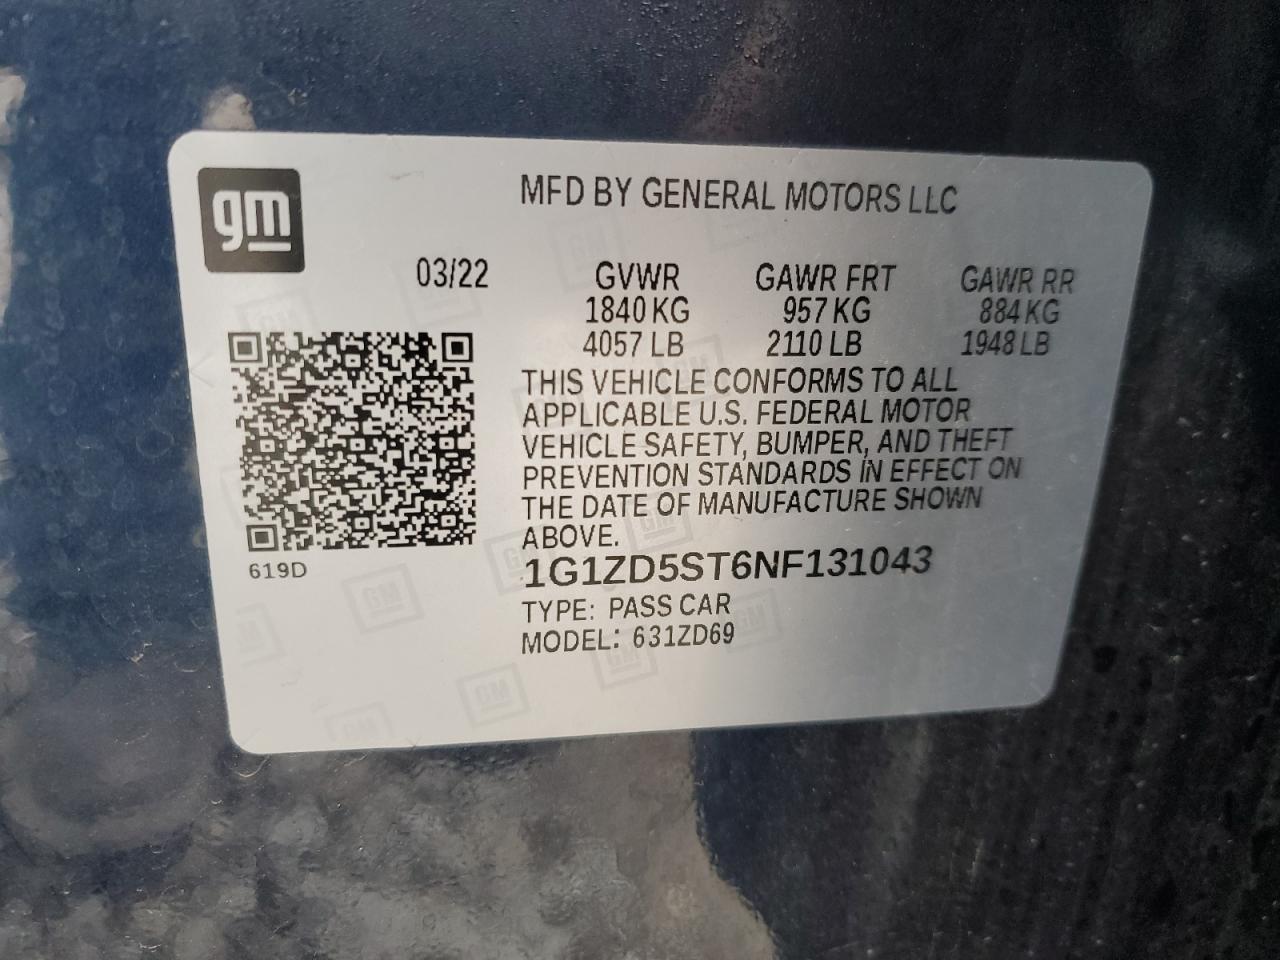 gm
MFD BY GENERAL MOTORS LLC
03/22 GVWR GAWR FRT GAWR RR
1840 KG 957 KG 884 KG
4057 LB 2110 LB 1948 LB
THIS VEHICLE CONFORMS TO ALL
APPLICABLE U.S. FEDERAL MOTOR
VEHICLE SAFETY, BUMPER, AND THEFT
PREVENTION STANDARDS IN EFFECT ON
THE DATE OF MANUFACTURE SHOWN
ABOVE.
619D
1G1ZD5ST6NF131043
TYPE: PASS CAR
MODEL: 631ZD69